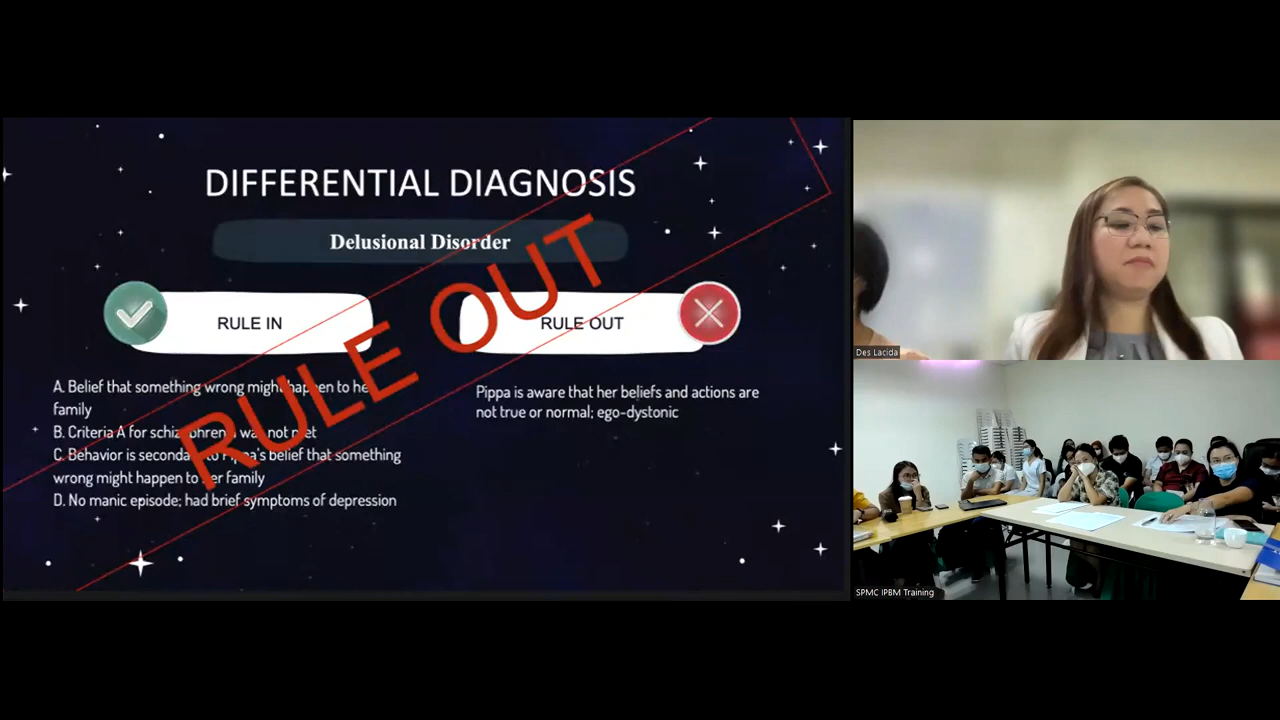 DIFFERENTIAL DIAGNOSIS
Delusional Disorder
RULE IN
RULE OUT
RULE OUT
A. Belief that something wrong might happen to her
family
B. Criteria A for schizophrenia was not met
C. Behavior is secondary to Pippa's belief that something
wrong might happen to her family
D. No manic episode; had brief symptoms of depression
Pippa is aware that her beliefs and actions are
not true or normal; ego-dystonic
Des Lacida
SPMC IPBM Training